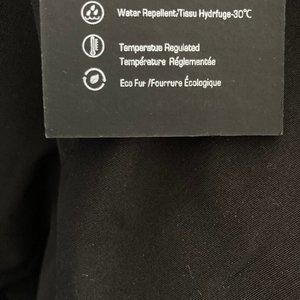 Water Repellent/Tissu Hydrfuge-30℃
Temperatue Regulated
Température Réglementée
Eco Fur /Fourrure Écologique